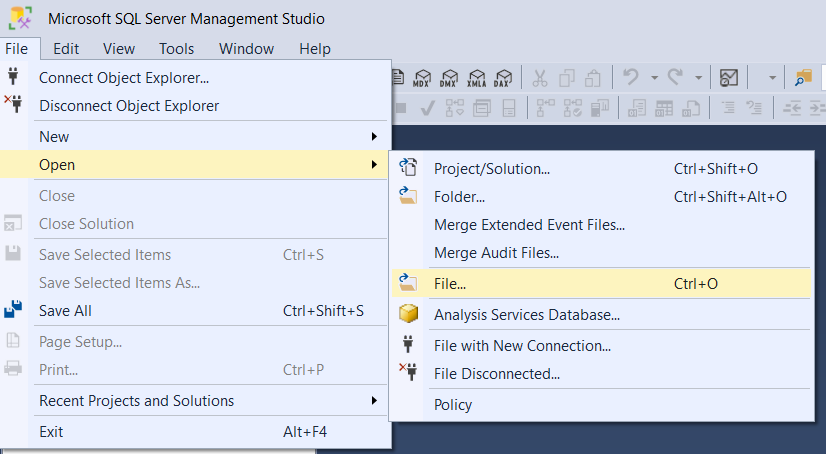 Microsoft SQL Server Management Studio
File Edit View Tools Window Help
MDX DMX XMLA DAX
Connect Object Explorer...
Disconnect Object Explorer
New
Open
Close
Close Solution
Save Selected Items Ctrl+S
Save Selected Items As...
Save All Ctrl+Shift+S
Page Setup...
Print... Ctrl+P
Recent Projects and Solutions
Exit Alt+F4
Project/Solution... Ctrl+Shift+O
Folder... Ctrl+Shift+Alt+O
Merge Extended Event Files...
Merge Audit Files...
File... Ctrl+O
Analysis Services Database...
File with New Connection...
File Disconnected...
Policy